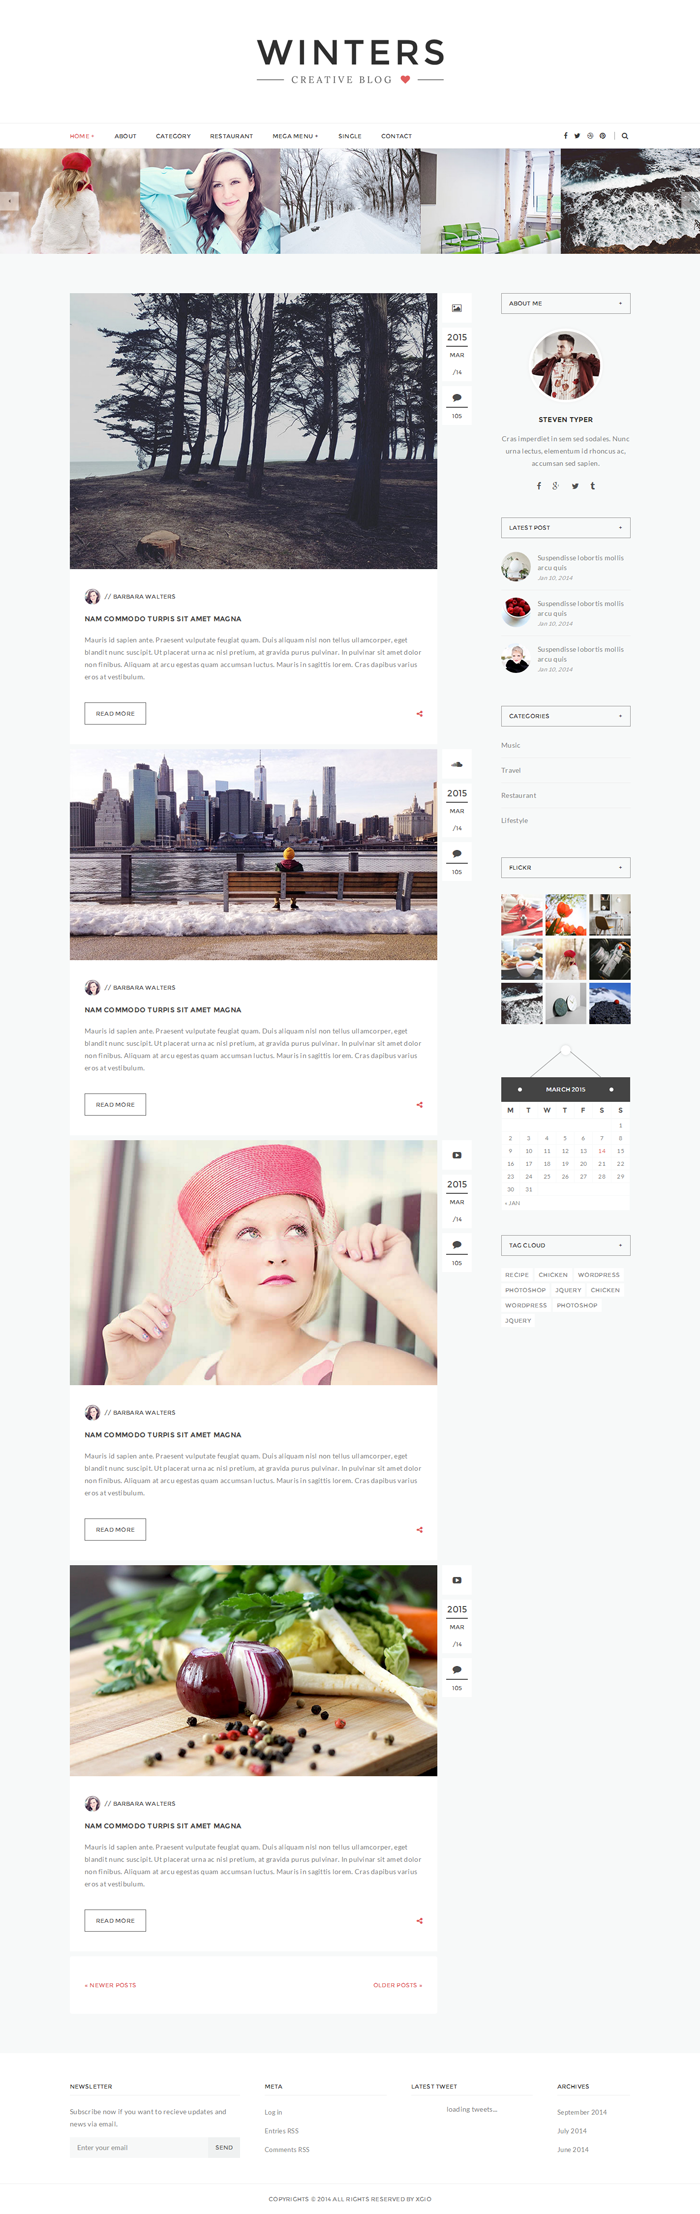 WINTERS
CREATIVE BLOG
HOME +
ABOUT
CATEGORY
RESTAURANT
MEGA MENU +
SINGLE
CONTACT
2015
MAR
/14
105
// BARBARA WALTERS
NAM COMMODO TURPIS SIT AMET MAGNA
Mauris id sapien ante. Praesent vulputate feugiat quam. Duis aliquam nisl non tellus ullamcorper, eget
blandit nunc suscipit. Ut placerat urna ac nisl pretium, at gravida purus pulvinar. In pulvinar sit amet dolor
non finibus. Aliquam at arcu egestas quam accumsan luctus. Mauris in sagittis lorem. Cras dapibus varius
eros at vestibulum.
READ MORE
2015
MAR
/14
105
// BARBARA WALTERS
NAM COMMODO TURPIS SIT AMET MAGNA
Mauris id sapien ante. Praesent vulputate feugiat quam. Duis aliquam nisl non tellus ullamcorper, eget
blandit nunc suscipit. Ut placerat urna ac nisl pretium, at gravida purus pulvinar. In pulvinar sit amet dolor
non finibus. Aliquam at arcu egestas quam accumsan luctus. Mauris in sagittis lorem. Cras dapibus varius
eros at vestibulum.
READ MORE
2015
MAR
/14
105
// BARBARA WALTERS
NAM COMMODO TURPIS SIT AMET MAGNA
Mauris id sapien ante. Praesent vulputate feugiat quam. Duis aliquam nisl non tellus ullamcorper, eget
blandit nunc suscipit. Ut placerat urna ac nisl pretium, at gravida purus pulvinar. In pulvinar sit amet dolor
non finibus. Aliquam at arcu egestas quam accumsan luctus. Mauris in sagittis lorem. Cras dapibus varius
eros at vestibulum.
READ MORE
2015
MAR
/14
105
// BARBARA WALTERS
NAM COMMODO TURPIS SIT AMET MAGNA
Mauris id sapien ante. Praesent vulputate feugiat quam. Duis aliquam nisl non tellus ullamcorper, eget
blandit nunc suscipit. Ut placerat urna ac nisl pretium, at gravida purus pulvinar. In pulvinar sit amet dolor
non finibus. Aliquam at arcu egestas quam accumsan luctus. Mauris in sagittis lorem. Cras dapibus varius
eros at vestibulum.
READ MORE
« NEWER POSTS
OLDER POSTS »
ABOUT ME +
STEVEN TYPER
Cras imperdiet in sem sed sodales. Nunc
urna lectus, elementum id rhoncus ac,
accumsan sed sapien.
LATEST POST +
Suspendisse lobortis mollis
arcu quis
Jan 10, 2014
Suspendisse lobortis mollis
arcu quis
Jan 10, 2014
Suspendisse lobortis mollis
arcu quis
Jan 10, 2014
CATEGORIES +
Music
Travel
Restaurant
Lifestyle
FLICKR +
MARCH 2015
M T W T F S S
1
2 3 4 5 6 7 8
9 10 11 12 13 14 15
16 17 18 19 20 21 22
23 24 25 26 27 28 29
30 31
« JAN
TAG CLOUD +
RECIPE CHICKEN WORDPRESS
PHOTOSHOP JQUERY CHICKEN
WORDPRESS PHOTOSHOP
JQUERY
NEWSLETTER
Subscribe now if you want to recieve updates and
news via email.
Enter your email
SEND
META
Log in
Entries RSS
Comments RSS
LATEST TWEET
loading tweets...
ARCHIVES
September 2014
July 2014
June 2014
COPYRIGHTS © 2014 ALL RIGHTS RESERVED BY XGIO